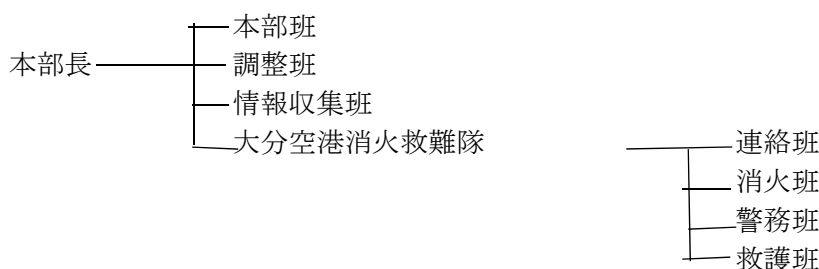 本部班
本部長 調整班
情報収集班
大分空港消火救難隊 連絡班
消火班
警務班
救護班